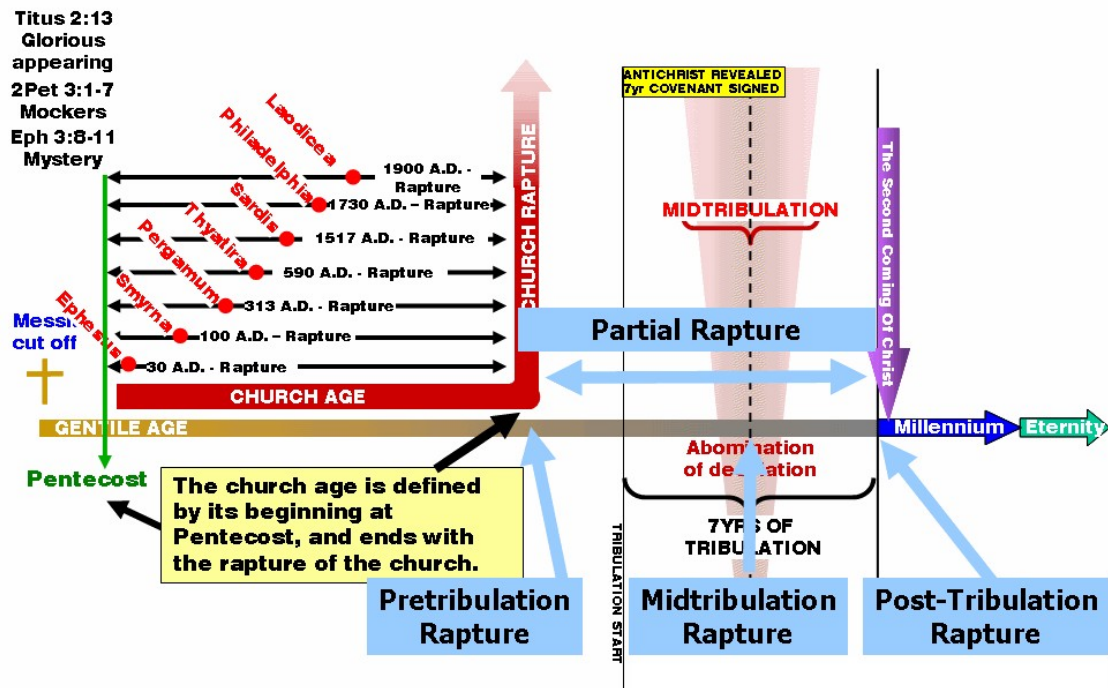 Titus 2:13
Glorious
appearing
2Pet 3:1-7
Mockers
Eph 3:8-11
Mystery
Laodicea
Philadelphia
Sardis
Thyatira
Pergamum
Smyrna
Ephesus
1900 A.D. -
Rapture
1730 A.D. – Rapture
1517 A.D. - Rapture
590 A.D. - Rapture
313 A.D. - Rapture
100 A.D. – Rapture
30 A.D. - Rapture
cut off
CHURCH AGE
CHURCH RAPTURE
GENTILE AGE
Pentecost
The church age is defined
by its beginning at
Pentecost, and ends with
the rapture of the church.
ANTICHRIST REVEALED
7yr COVENANT SIGNED
MIDTRIBULATION
Partial Rapture
The Second Coming Of Christ
Millennium
Eternity
Abomination
of desolation
7YRS OF
TRIBULATION
TRIBULATION START
Pretribulation
Rapture
Midtribulation
Rapture
Post-Tribulation
Rapture